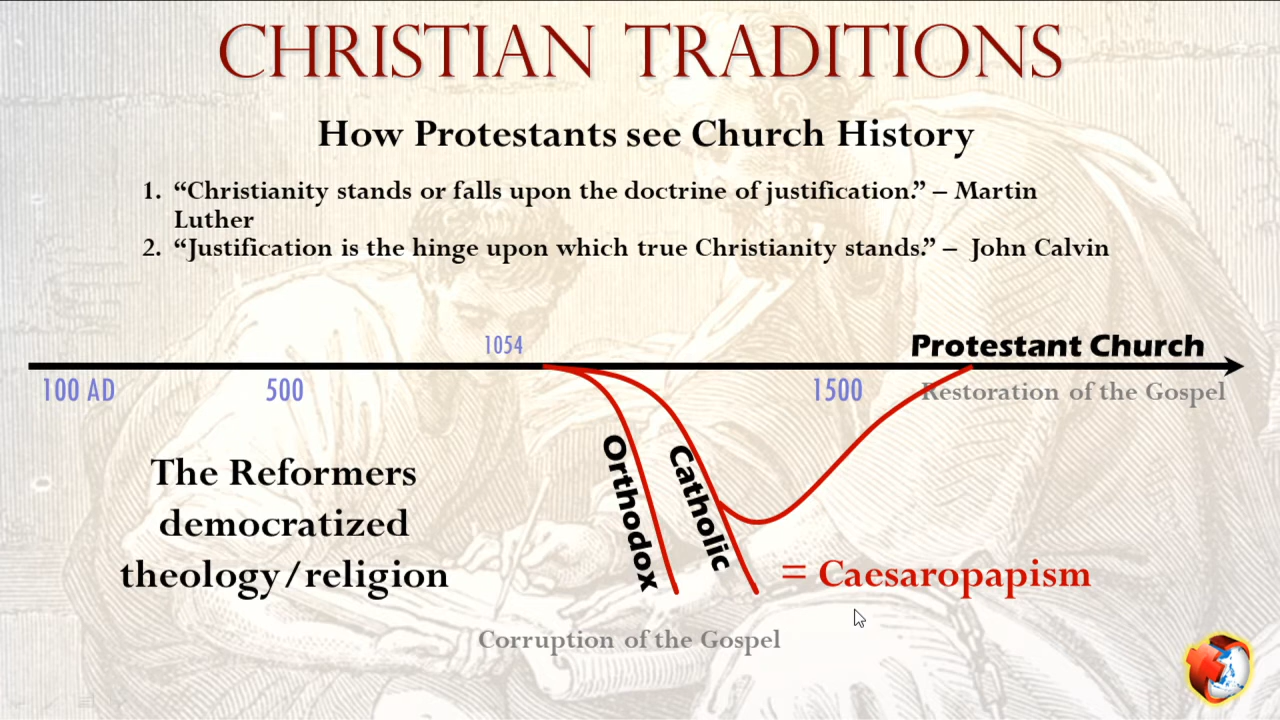 CHRISTIAN TRADITIONS
How Protestants see Church History
1. “Christianity stands or falls upon the doctrine of justification.” – Martin
Luther
2. “Justification is the hinge upon which true Christianity stands.” – John Calvin
1054
Protestant Church
100 AD
500
1500
Restoration of the Gospel
Orthodox
Catholic
The Reformers
democratized
theology/religion
= Caesaropapism
Corruption of the Gospel